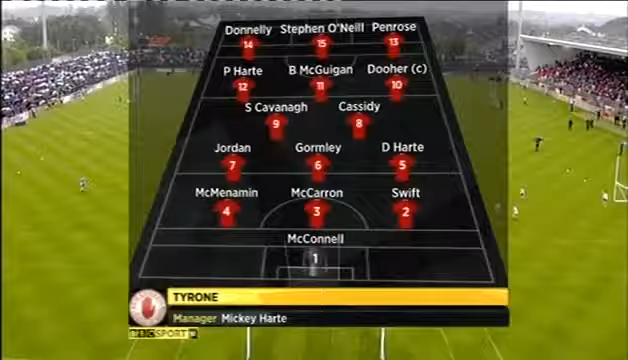 Donnelly Stephen O'Neill Penrose
14 15 13
P Harte B McGuigan Dooher (c)
12 11 10
S Cavanagh Cassidy
9 8
Jordan Gormley D Harte
7 6 5
McMenamin McCarron Swift
4 3 2
McConnell
1
TYRONE
Manager Mickey Harte
BBC SPORT NI